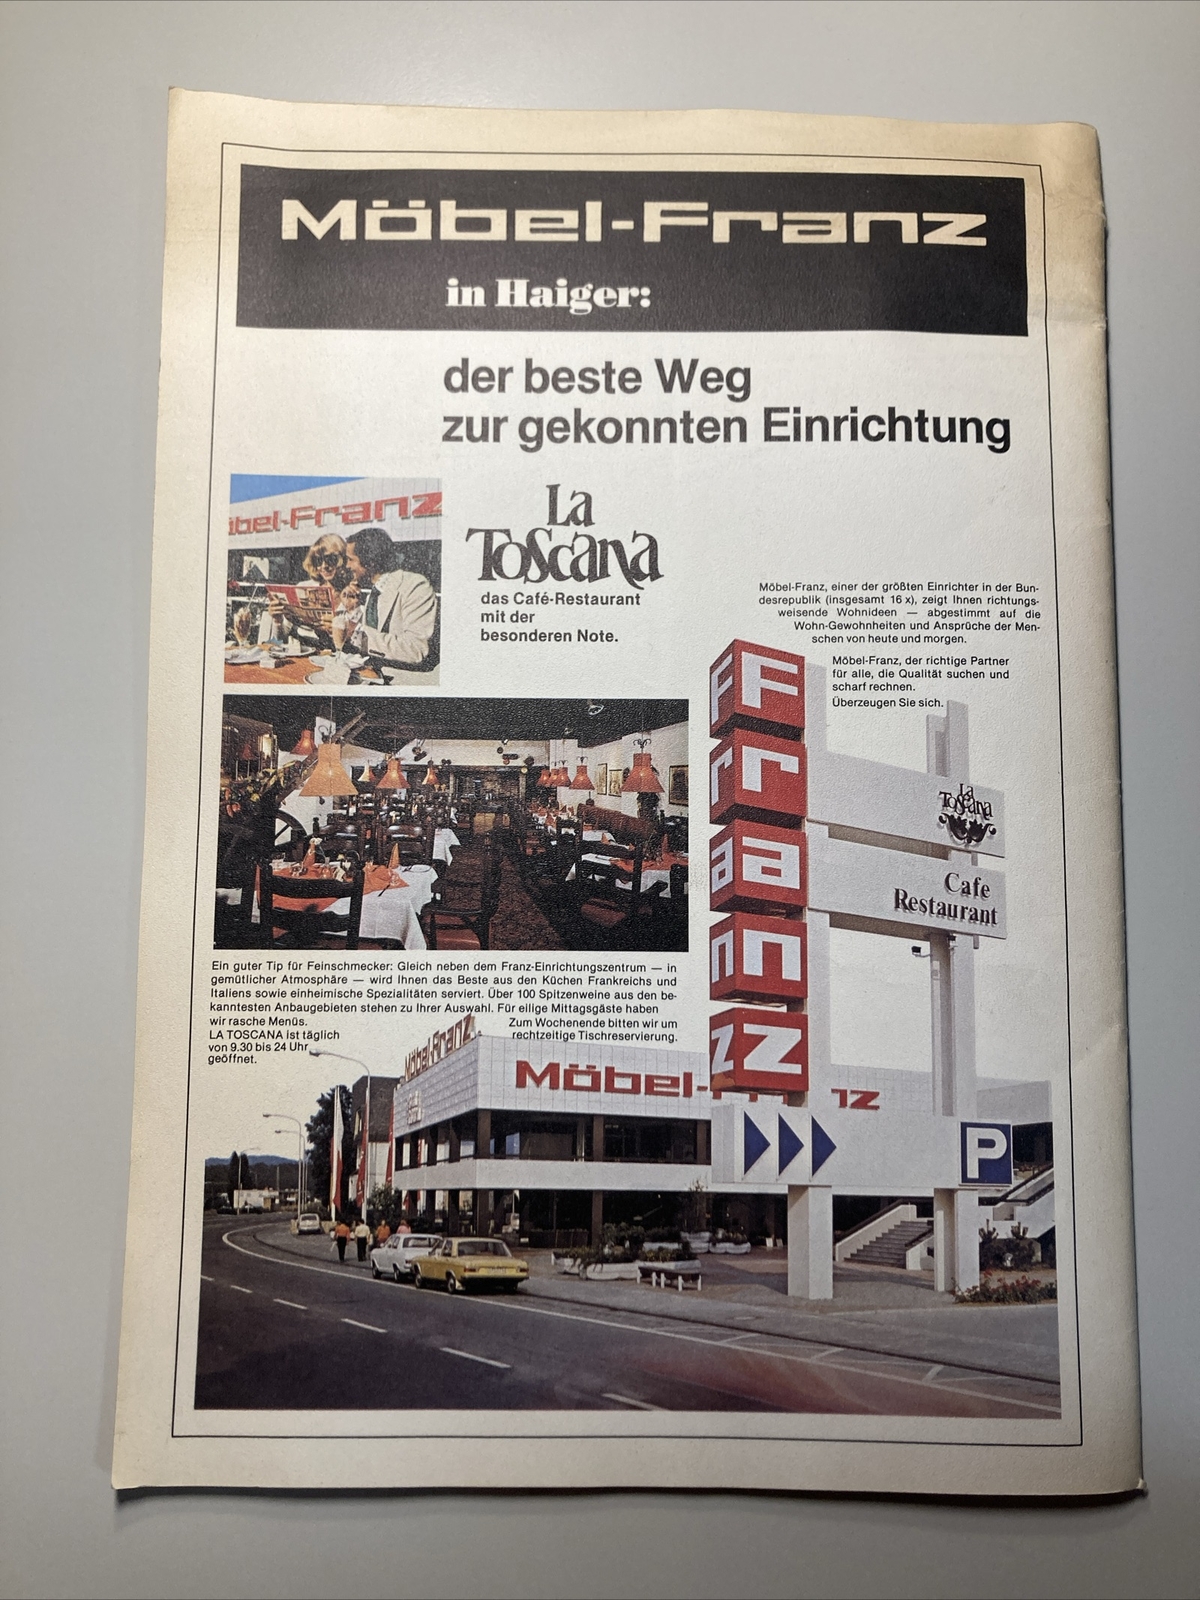 Möbel-Franz
in Haiger:
der beste Weg
zur gekonnten Einrichtung
öbel-Franz
La
Toscana
das Café-Restaurant
mit der
besonderen Note.
Möbel-Franz, einer der größten Einrichter in der Bun-
desrepublik (insgesamt 16 x), zeigt Ihnen richtungs-
weisende Wohnideen — abgestimmt auf die
Wohn-Gewohnheiten und Ansprüche der Men-
schen von heute und morgen.
Möbel-Franz, der richtige Partner
für alle, die Qualität suchen und
scharf rechnen.
Überzeugen Sie sich.
Franz
La
Toscana
Cafe
Restaurant
Ein guter Tip für Feinschmecker: Gleich neben dem Franz-Einrichtungszentrum — in
gemütlicher Atmosphäre — wird Ihnen das Beste aus den Küchen Frankreichs und
Italiens sowie einheimische Spezialitäten serviert. Über 100 Spitzenweine aus den be-
kanntesten Anbaugebieten stehen zu Ihrer Auswahl. Für eilige Mittagsgäste haben
wir rasche Menüs.
LA TOSCANA ist täglich
von 9.30 bis 24 Uhr
geöffnet.
Zum Wochenende bitten wir um
rechtzeitige Tischreservierung.
Möbel-Franz
Möbel- nz
P